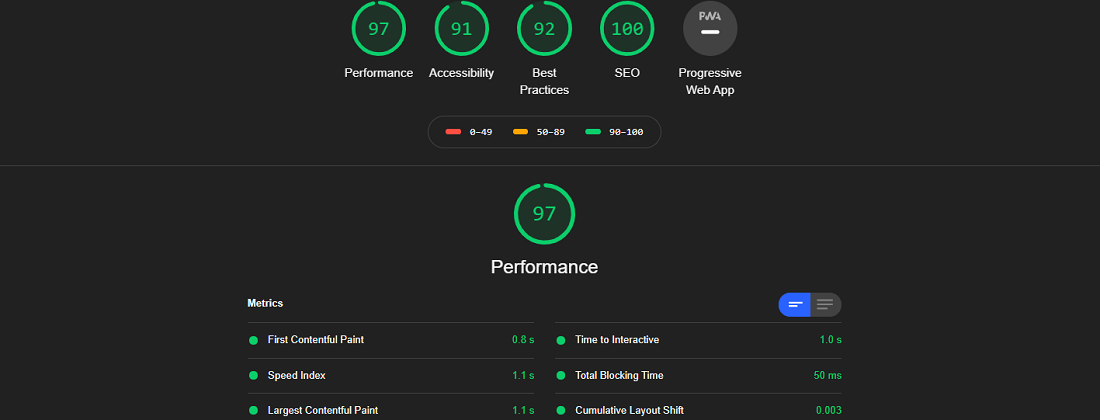 97 91 92 100 PWA
Performance Accessibility Best Practices SEO Progressive Web App
0–49 50–89 90–100
97
Performance
Metrics
First Contentful Paint 0.8 s
Time to Interactive 1.0 s
Speed Index 1.1 s
Total Blocking Time 50 ms
Largest Contentful Paint 1.1 s
Cumulative Layout Shift 0.003